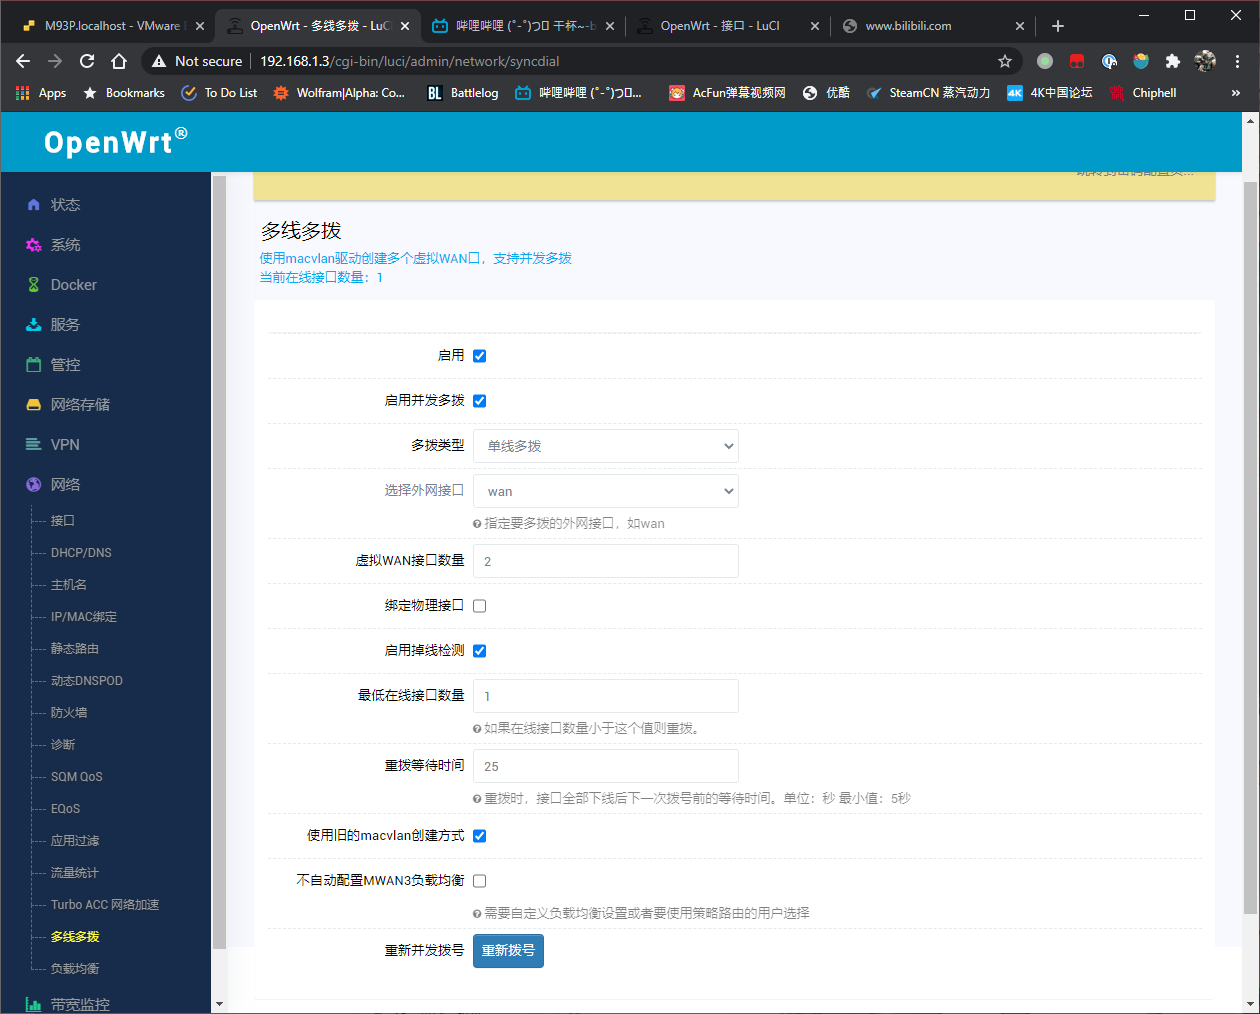 M93P.localhost - VMware
OpenWrt - 多线多拨 - LuC
哔哩哔哩 (゜-゜)つロ 干杯~-b
OpenWrt - 接口 - LuCI
www.bilibili.com
Not secure
192.168.1.3/cgi-bin/luci/admin/network/syncdial
Apps
Bookmarks
To Do List
Wolfram|Alpha: Co...
BL Battlelog
哔哩哔哩 (゜-゜)つロ...
AcFun弹幕视频网
优酷
SteamCN 蒸汽动力
4K 4K中国论坛
Chiphell
»
OpenWrt®
状态
系统
Docker
服务
管控
网络存储
VPN
网络
接口
DHCP/DNS
主机名
IP/MAC绑定
静态路由
动态DNSPOD
防火墙
诊断
SQM QoS
EQoS
应用过滤
流量统计
Turbo ACC 网络加速
多线多拨
负载均衡
带宽监控
多线多拨
使用macvlan驱动创建多个虚拟WAN口，支持并发多拨
当前在线接口数量：1
启用
启用并发多拨
多拨类型 单线多拨
选择外网接口 wan
指定要多拨的外网接口，如wan
虚拟WAN接口数量 2
绑定物理接口
启用掉线检测
最低在线接口数量 1
如果在线接口数量小于这个值则重拨。
重拨等待时间 25
重拨时，接口全部下线后下一次拨号前的等待时间。单位：秒 最小值：5秒
使用旧的macvlan创建方式
不自动配置MWAN3负载均衡
需要自定义负载均衡设置或者要使用策略路由的用户选择
重新并发拨号 重新拨号